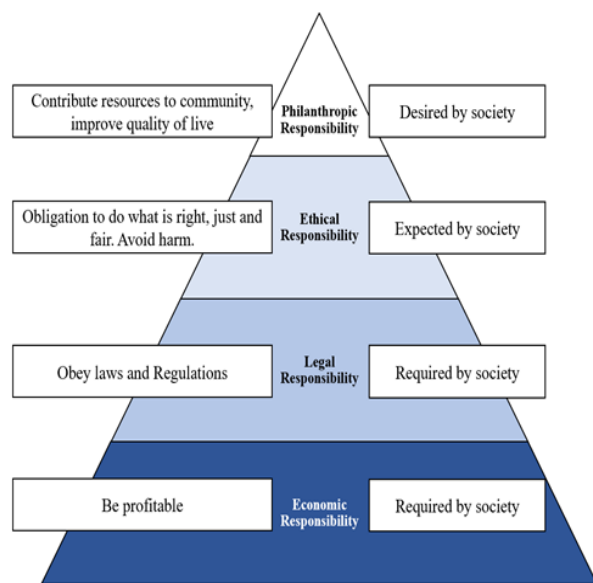 Contribute resources to community,
improve quality of live
Philanthropic
Responsibility
Desired by society
Obligation to do what is right, just and
fair. Avoid harm.
Ethical
Responsibility
Expected by society
Obey laws and Regulations
Legal
Responsibility
Required by society
Be profitable
Economic
Responsibility
Required by society